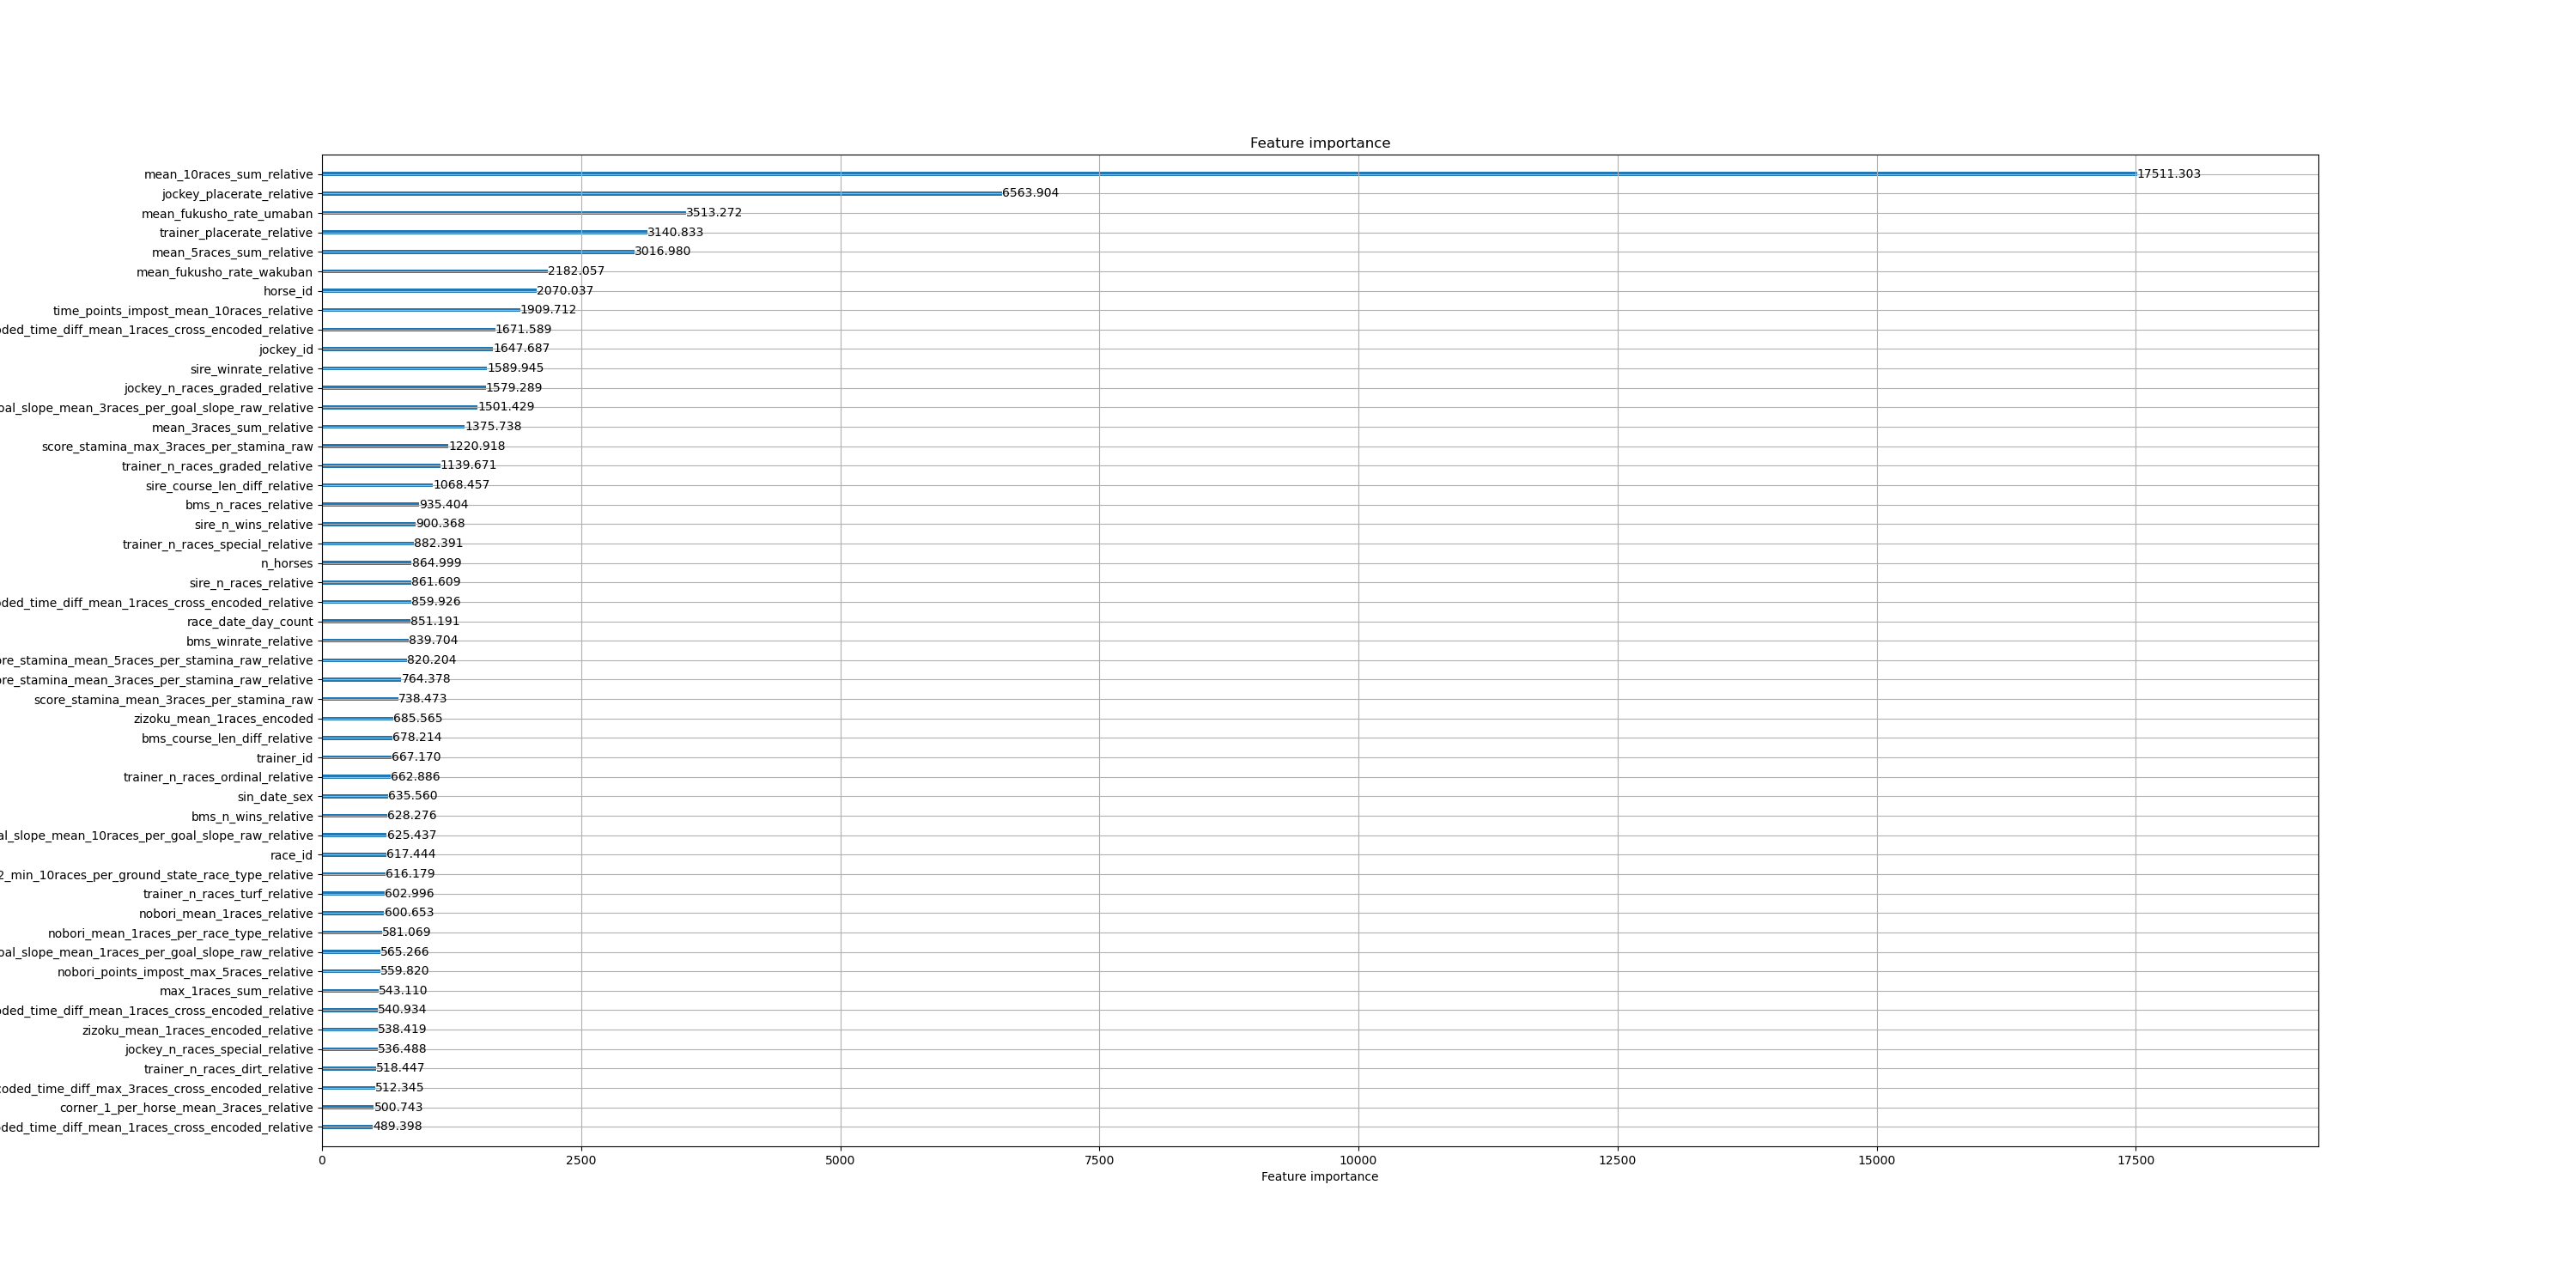 Feature importance
mean_10races_sum_relative 17511.303
jockey_placerate_relative 6563.904
mean_fukusho_rate_umaban 3513.272
trainer_placerate_relative 3140.833
mean_5races_sum_relative 3016.980
mean_fukusho_rate_wakuban 2182.057
horse_id 2070.037
time_points_impost_mean_10races_relative 1909.712
ded_time_diff_mean_1races_cross_encoded_relative 1671.589
jockey_id 1647.687
sire_winrate_relative 1589.945
jockey_n_races_graded_relative 1579.289
oal_slope_mean_3races_per_goal_slope_raw_relative 1501.429
mean_3races_sum_relative 1375.738
score_stamina_max_3races_per_stamina_raw 1220.918
trainer_n_races_graded_relative 1139.671
sire_course_len_diff_relative 1068.457
bms_n_races_relative 935.404
sire_n_wins_relative 900.368
trainer_n_races_special_relative 882.391
n_horses 864.999
sire_n_races_relative 861.609
ded_time_diff_mean_1races_cross_encoded_relative 859.926
race_date_day_count 851.191
bms_winrate_relative 839.704
re_stamina_mean_5races_per_stamina_raw_relative 820.204
re_stamina_mean_3races_per_stamina_raw_relative 764.378
score_stamina_mean_3races_per_stamina_raw 738.473
zizoku_mean_1races_encoded 685.565
bms_course_len_diff_relative 678.214
trainer_id 667.170
trainer_n_races_ordinal_relative 662.886
sin_date_sex 635.560
bms_n_wins_relative 628.276
al_slope_mean_10races_per_goal_slope_raw_relative 625.437
race_id 617.444
2_min_10races_per_ground_state_race_type_relative 616.179
trainer_n_races_turf_relative 602.996
nobori_mean_1races_relative 600.653
nobori_mean_1races_per_race_type_relative 581.069
oal_slope_mean_1races_per_goal_slope_raw_relative 565.266
nobori_points_impost_max_5races_relative 559.820
max_1races_sum_relative 543.110
ded_time_diff_mean_1races_cross_encoded_relative 540.934
zizoku_mean_1races_encoded_relative 538.419
jockey_n_races_special_relative 536.488
trainer_n_races_dirt_relative 518.447
coded_time_diff_max_3races_cross_encoded_relative 512.345
corner_1_per_horse_mean_3races_relative 500.743
ded_time_diff_mean_1races_cross_encoded_relative 489.398
0 2500 5000 7500 10000 12500 15000 17500
Feature importance